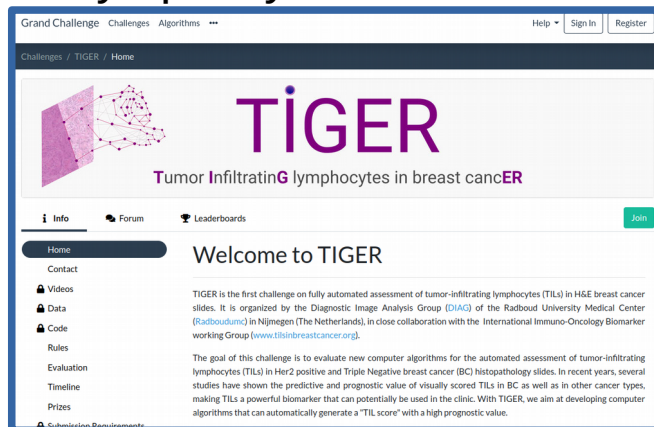 Grand Challenge Challenges Algorithms ••• Help Sign In Register
Challenges / TIGER / Home
TiGER
Tumor InfiltratinG lymphocytes in breast cancER
Info Forum Leaderboards Join
Home
Contact
Videos
Data
Code
Rules
Evaluation
Timeline
Prizes
Submission Requirements
Welcome to TIGER
TIGER is the first challenge on fully automated assessment of tumor-infiltrating lymphocytes (TILs) in H&E breast cancer
slides. It is organized by the Diagnostic Image Analysis Group (DIAG) of the Radboud University Medical Center
(Radboudumc) in Nijmegen (The Netherlands), in close collaboration with the International Immuno-Oncology Biomarker
working Group (www.tilsinbreastcancer.org).
The goal of this challenge is to evaluate new computer algorithms for the automated assessment of tumor-infiltrating
lymphocytes (TILs) in Her2 positive and Triple Negative breast cancer (BC) histopathology slides. In recent years, several
studies have shown the predictive and prognostic value of visually scored TILs in BC as well as in other cancer types,
making TILs a powerful biomarker that can potentially be used in the clinic. With TIGER, we aim at developing computer
algorithms that can automatically generate a "TIL score" with a high prognostic value.